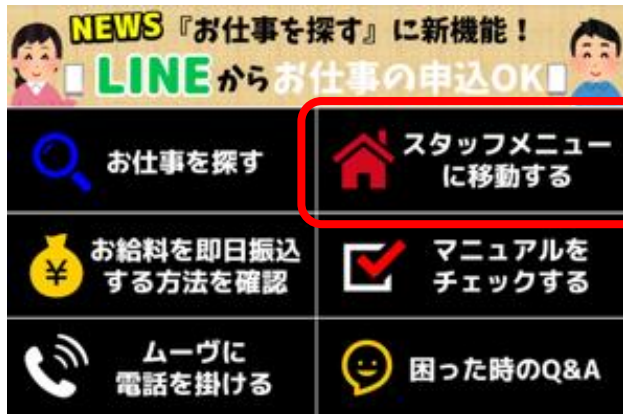 NEWS『お仕事を探す』に新機能！
LINEからお仕事の申込OK
お仕事を探す
スタッフメニュー
に移動する
お給料を即日振込
する方法を確認
マニュアルを
チェックする
ムーヴに
電話を掛ける
困った時のQ&A